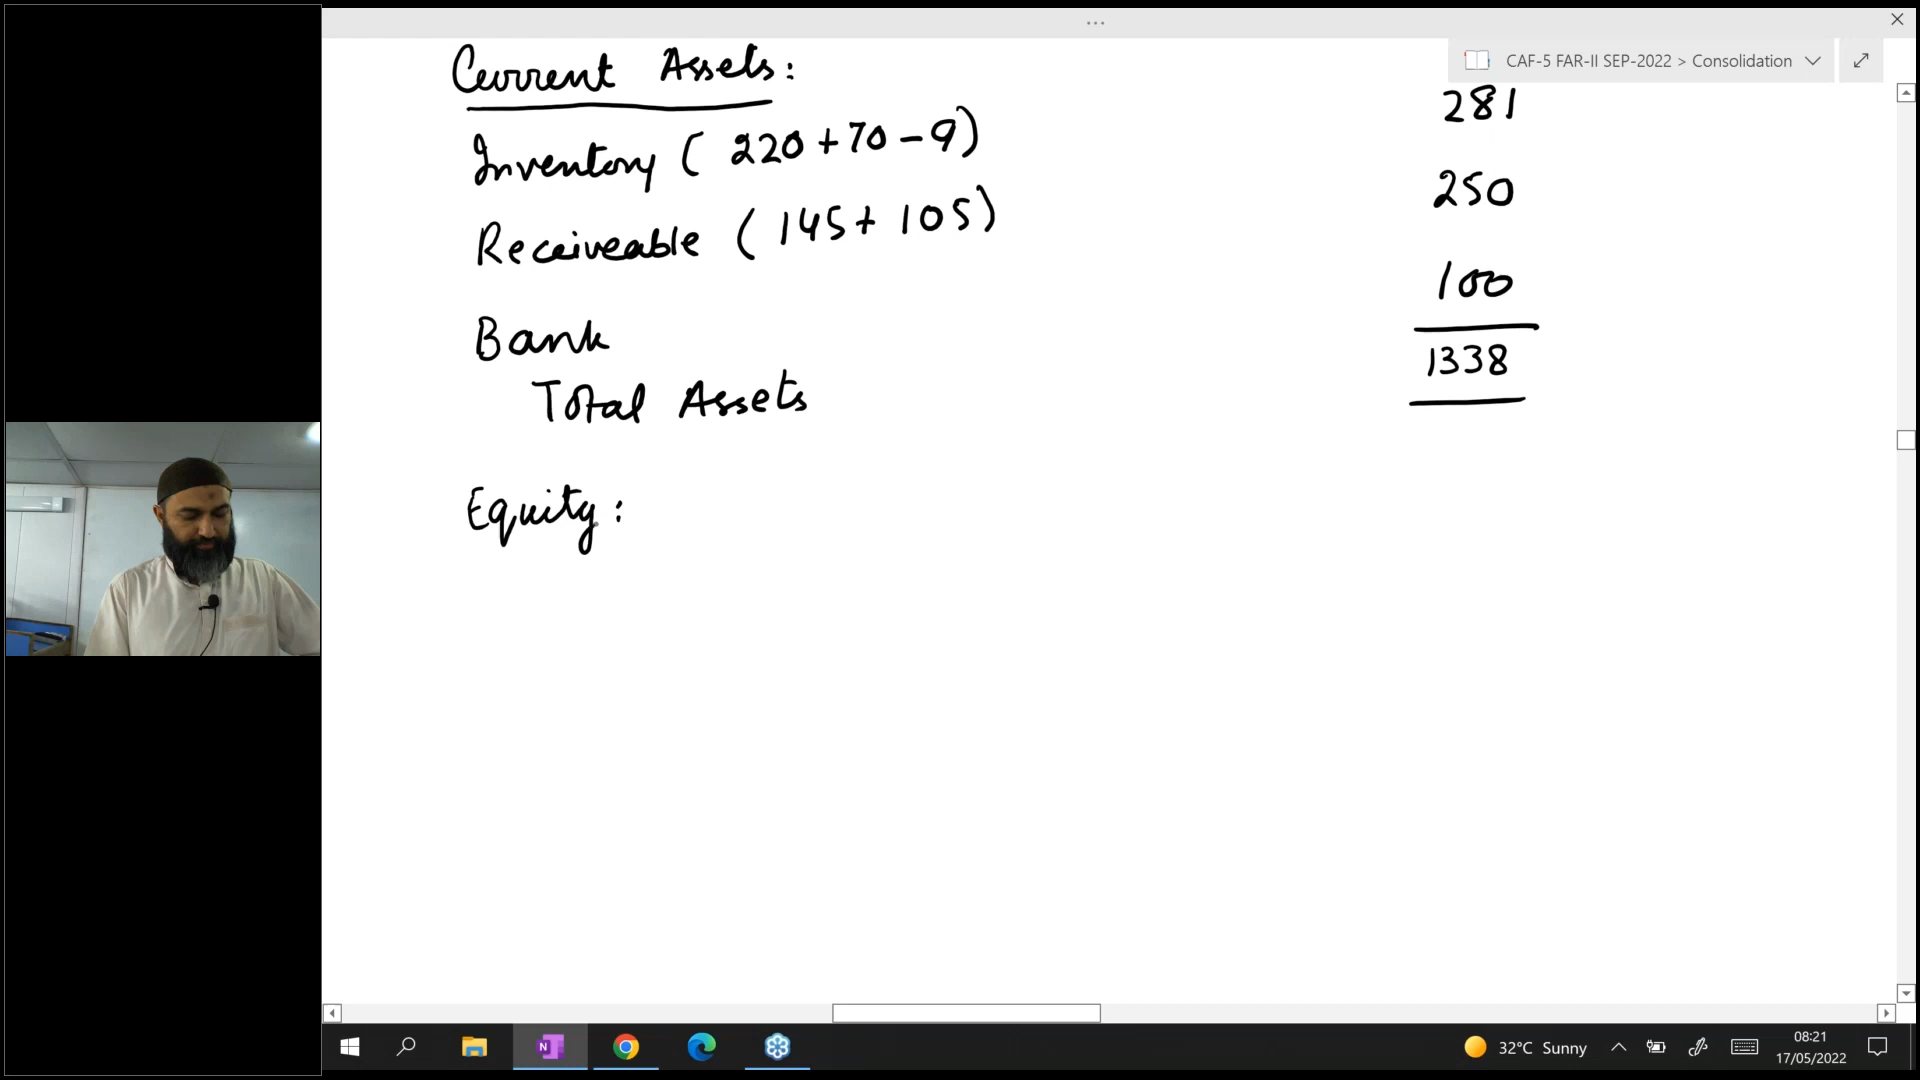 CAF-5 FAR-II SEP-2022 > Consolidation
Current Assets:
Inventory ( 220 + 70 - 9) 281
Receiveable ( 145 + 105) 250
Bank 100
Total Assets 1338
Equity:
32°C Sunny
08:21
17/05/2022